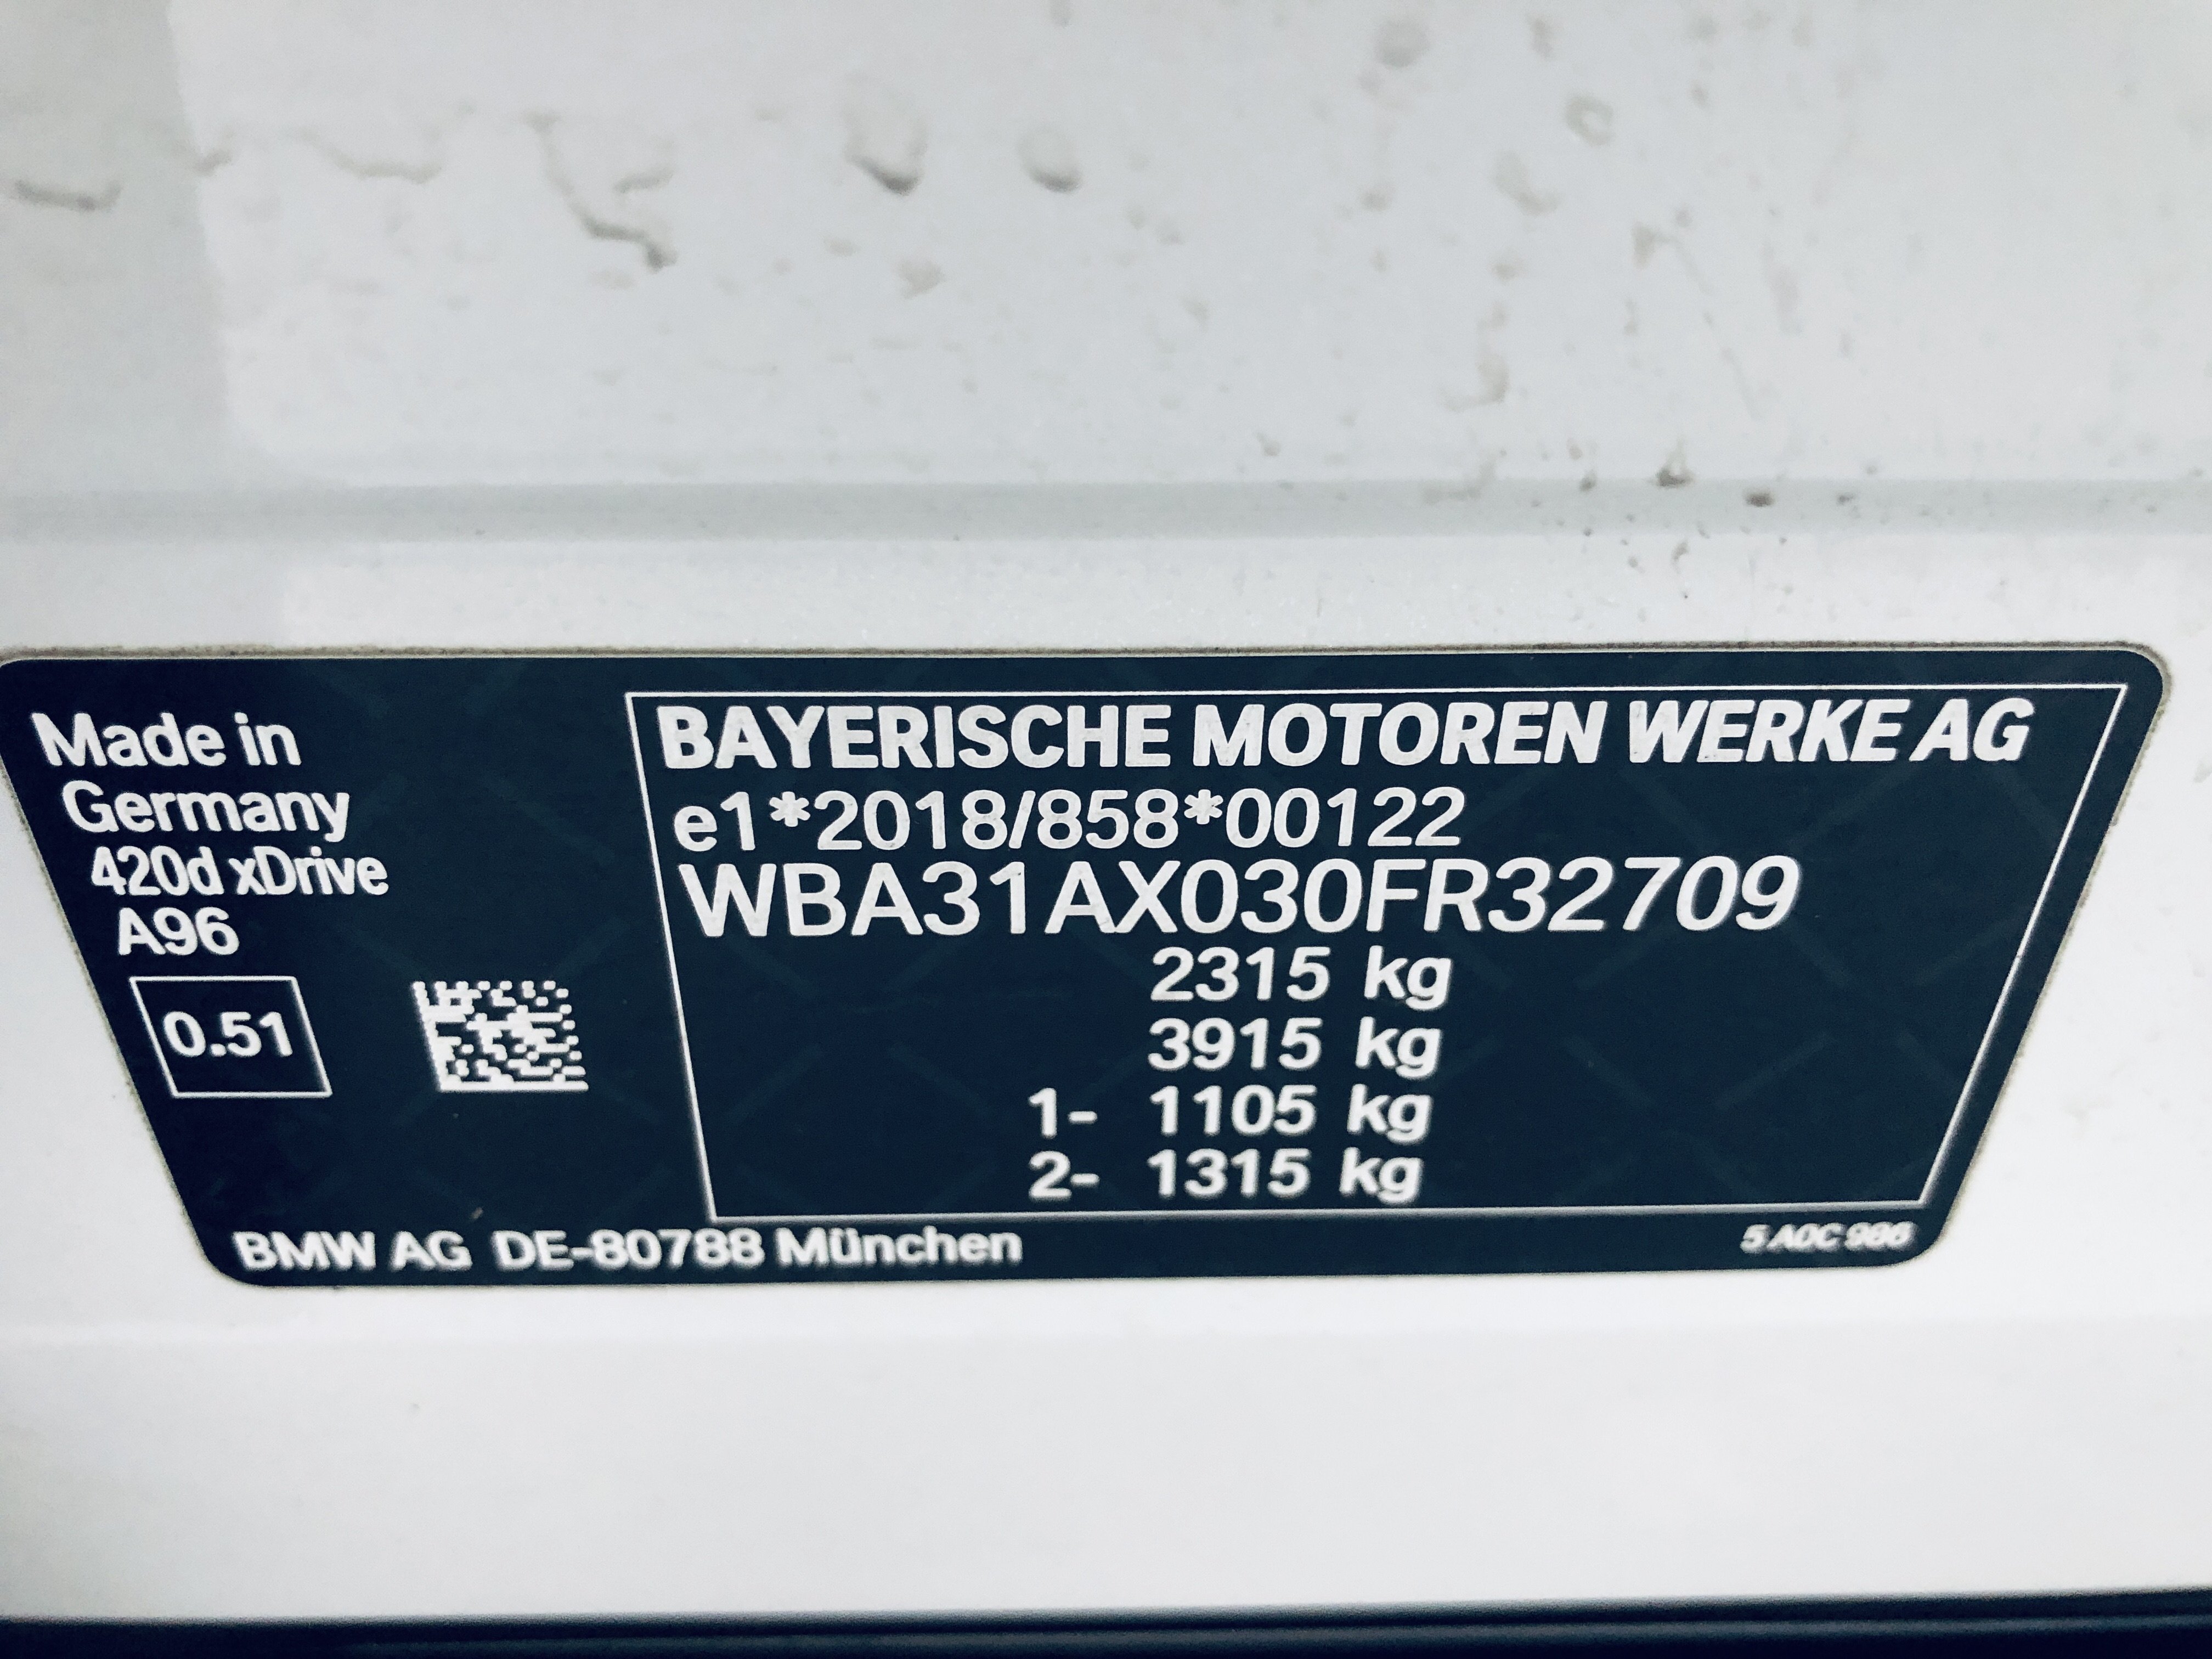 Made in
Germany
420d xDrive
A96
0.51
BAYERISCHE MOTOREN WERKE AG
e1*2018/858*00122
WBA31AX030FR32709
2315 kg
3915 kg
1- 1105 kg
2- 1315 kg
BMW AG DE-80788 München
5 A0C 986